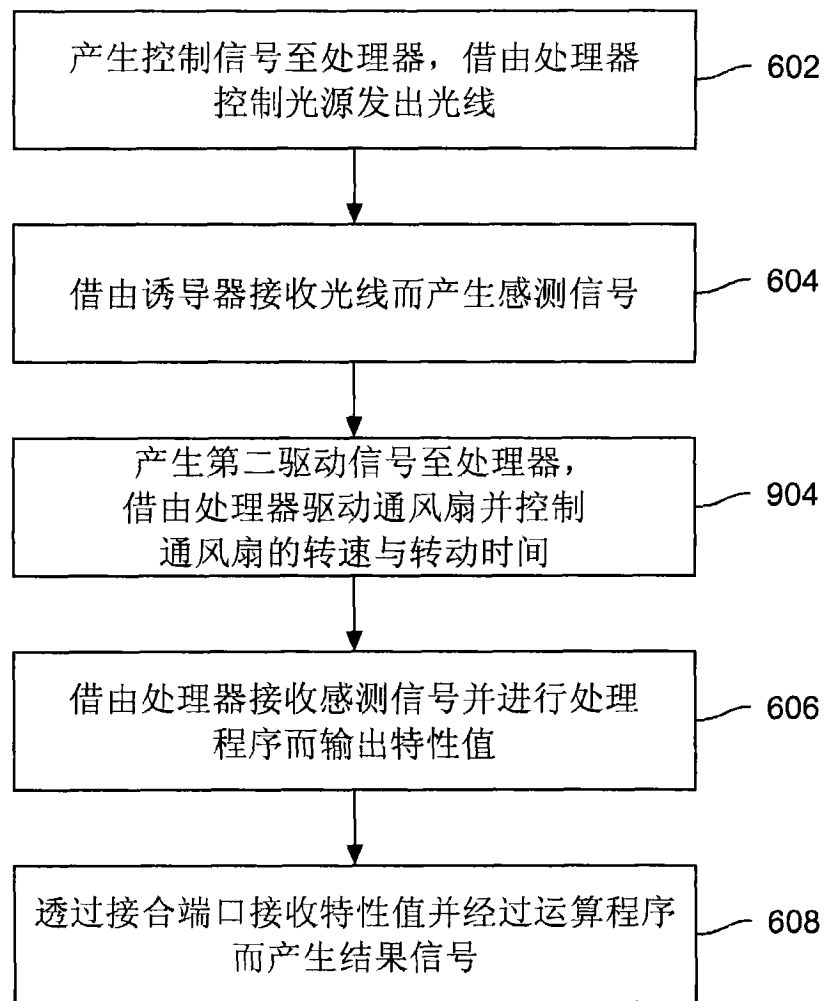 产生控制信号至处理器，借由处理器
控制光源发出光线
602
借由诱导器接收光线而产生感测信号
604
产生第二驱动信号至处理器，
借由处理器驱动通风扇并控制
通风扇的转速与转动时间
904
借由处理器接收感测信号并进行处理
程序而输出特性值
606
透过接合端口接收特性值并经过运算程序
而产生结果信号
608